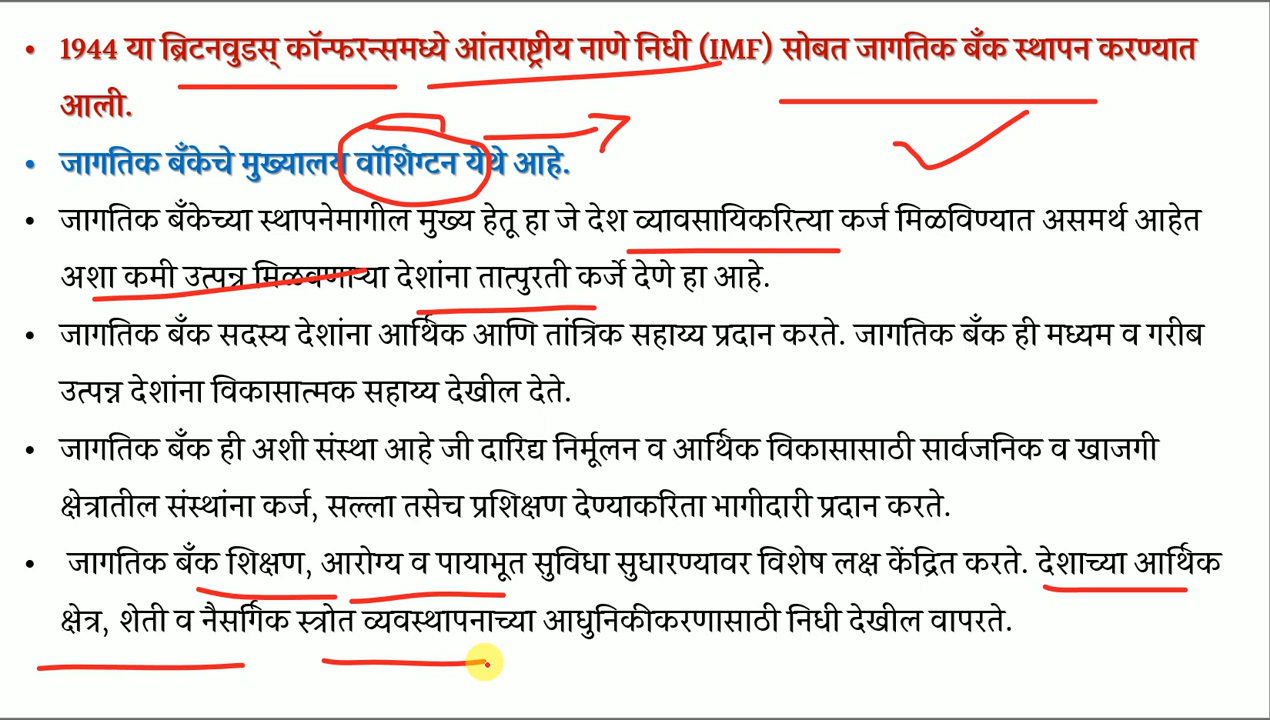 • 1944 या ब्रिटनवुडस् कॉन्फरन्समध्ये आंतराष्ट्रीय नाणे निधी (IMF) सोबत जागतिक बँक स्थापन करण्यात
आली.
• जागतिक बँकेचे मुख्यालय वॉशिंग्टन येथे आहे.
• जागतिक बँकेच्या स्थापनेमागील मुख्य हेतू हा जे देश व्यावसायिकरित्या कर्ज मिळविण्यात असमर्थ आहेत
अशा कमी उत्पन्न मिळवणाऱ्या देशांना तात्पुरती कर्जे देणे हा आहे.
• जागतिक बँक सदस्य देशांना आर्थिक आणि तांत्रिक सहाय्य प्रदान करते. जागतिक बँक ही मध्यम व गरीब
उत्पन्न देशांना विकासात्मक सहाय्य देखील देते.
• जागतिक बँक ही अशी संस्था आहे जी दारिद्य निर्मूलन व आर्थिक विकासासाठी सार्वजनिक व खाजगी
क्षेत्रातील संस्थांना कर्ज, सल्ला तसेच प्रशिक्षण देण्याकरिता भागीदारी प्रदान करते.
• जागतिक बँक शिक्षण, आरोग्य व पायाभूत सुविधा सुधारण्यावर विशेष लक्ष केंद्रित करते. देशाच्या आर्थिक
क्षेत्र, शेती व नैसर्गिक स्त्रोत व्यवस्थापनाच्या आधुनिकीकरणासाठी निधी देखील वापरते.